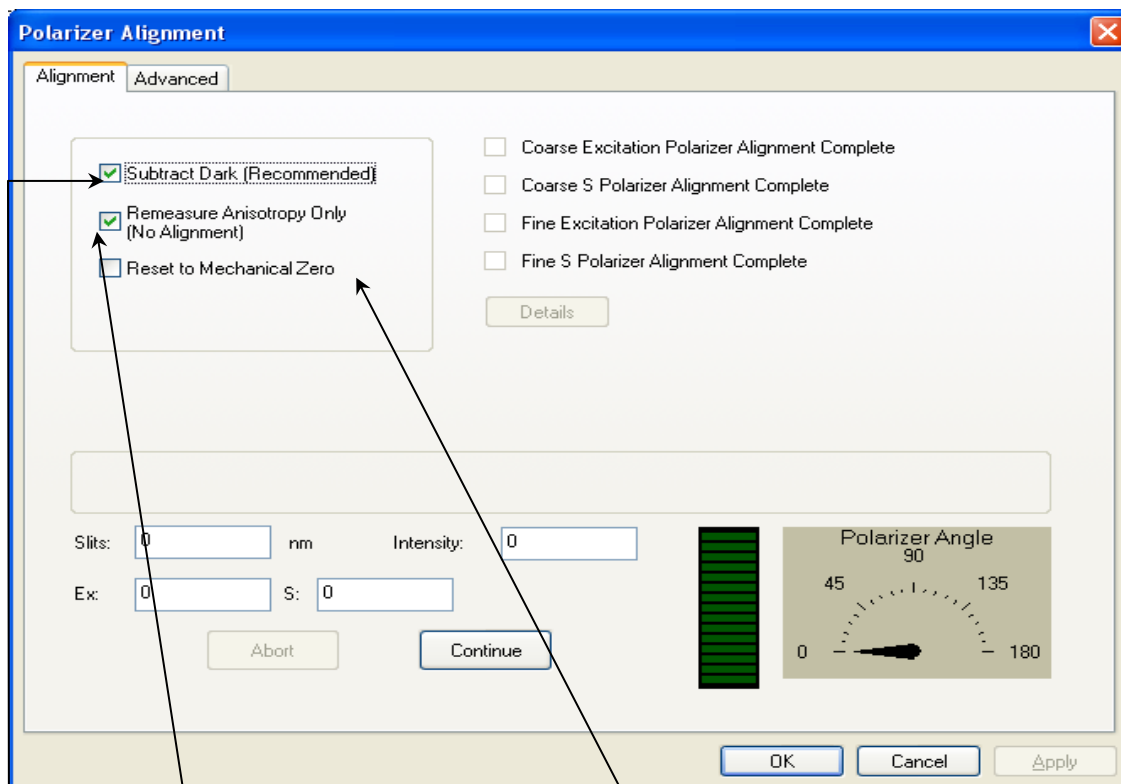 Polarizer Alignment
Alignment
Advanced
Subtract Dark (Recommended)
Remeasure Anisotropy Only
(No Alignment)
Reset to Mechanical Zero
Coarse Excitation Polarizer Alignment Complete
Coarse S Polarizer Alignment Complete
Fine Excitation Polarizer Alignment Complete
Fine S Polarizer Alignment Complete
Details
Slits: 0 nm Intensity: 0
Ex: 0 S: 0
Abort
Continue
Polarizer Angle
90
45 135
0 180
OK
Cancel
Apply